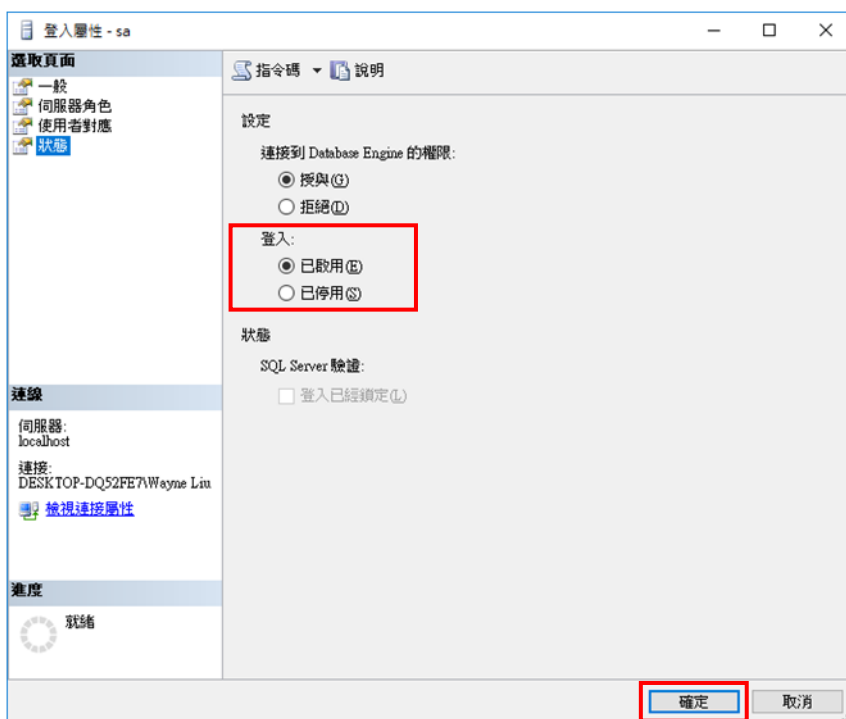 登入屬性 - sa
選取頁面
一般
伺服器角色
使用者對應
狀態
指令碼
說明
設定
連接到 Database Engine 的權限:
授與(G)
拒絕(D)
登入:
已啟用(E)
已停用(S)
狀態
SQL Server 驗證:
登入已經鎖定(L)
連線
伺服器:
localhost
連接:
DESKTOP-DQ52FE7\Wayne Liu
檢視連接屬性
進度
就緒
確定
取消